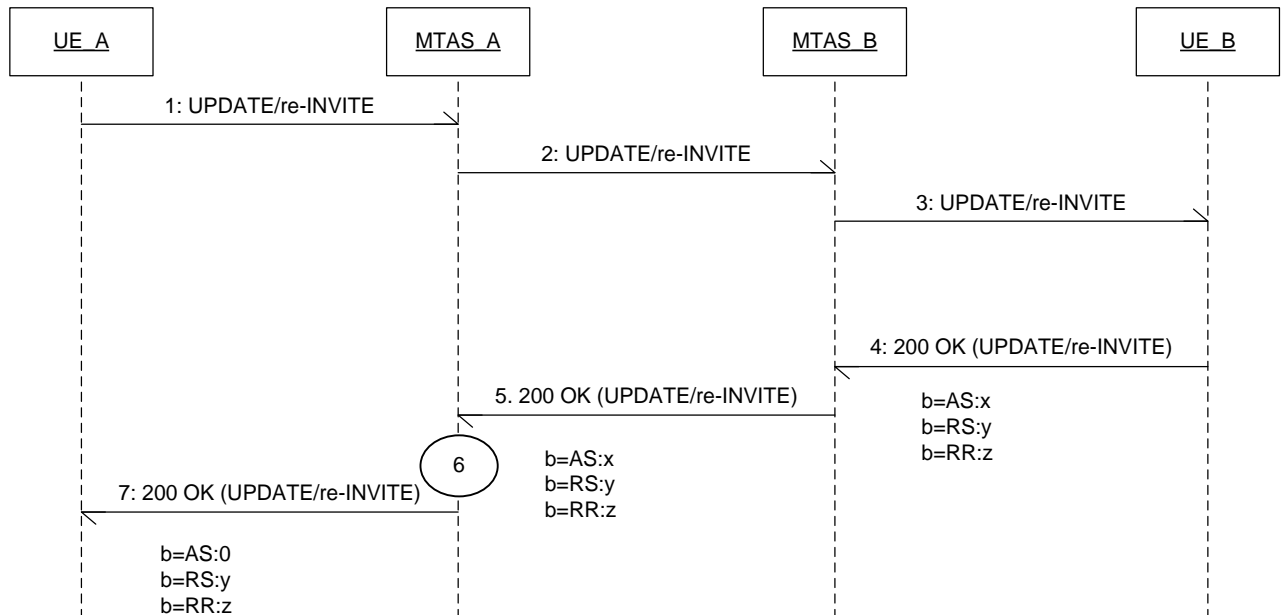 UE_A
MTAS_A
MTAS_B
UE_B
1: UPDATE/re-INVITE
2: UPDATE/re-INVITE
3: UPDATE/re-INVITE
4: 200 OK (UPDATE/re-INVITE)
b=AS:x
b=RS:y
b=RR:z
5. 200 OK (UPDATE/re-INVITE)
b=AS:x
b=RS:y
b=RR:z
6
7: 200 OK (UPDATE/re-INVITE)
b=AS:0
b=RS:y
b=RR:z